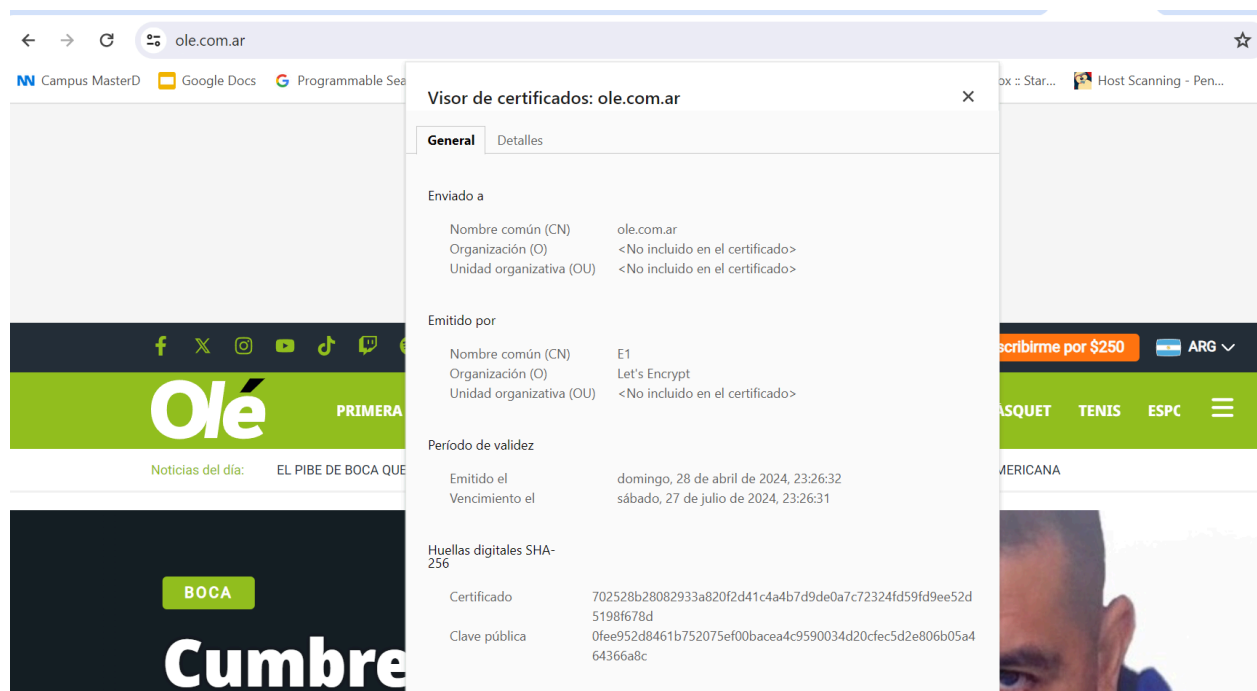 ole.com.ar
Campus MasterD Google Docs Programmable Sea ox :: Star... Host Scanning - Pen...
Visor de certificados: ole.com.ar
General Detalles
Enviado a
Nombre común (CN) ole.com.ar
Organización (O) <No incluido en el certificado>
Unidad organizativa (OU) <No incluido en el certificado>
Emitido por
Nombre común (CN) E1
Organización (O) Let's Encrypt
Unidad organizativa (OU) <No incluido en el certificado>
scribirme por $250 ARG
Olé PRIMERA ASQUET TENIS ESPC
Período de validez
Noticias del día: EL PIBE DE BOCA QUE MERICANA
Emitido el domingo, 28 de abril de 2024, 23:26:32
Vencimiento el sábado, 27 de julio de 2024, 23:26:31
Huellas digitales SHA-
256
Certificado 702528b28082933a820f2d41c4a4b7d9de0a7c72324fd59fd9ee52d
5198f678d
Clave pública 0fee952d8461b752075ef00bacea4c9590034d20cfec5d2e806b05a4
64366a8c
BOCA
Cumbre